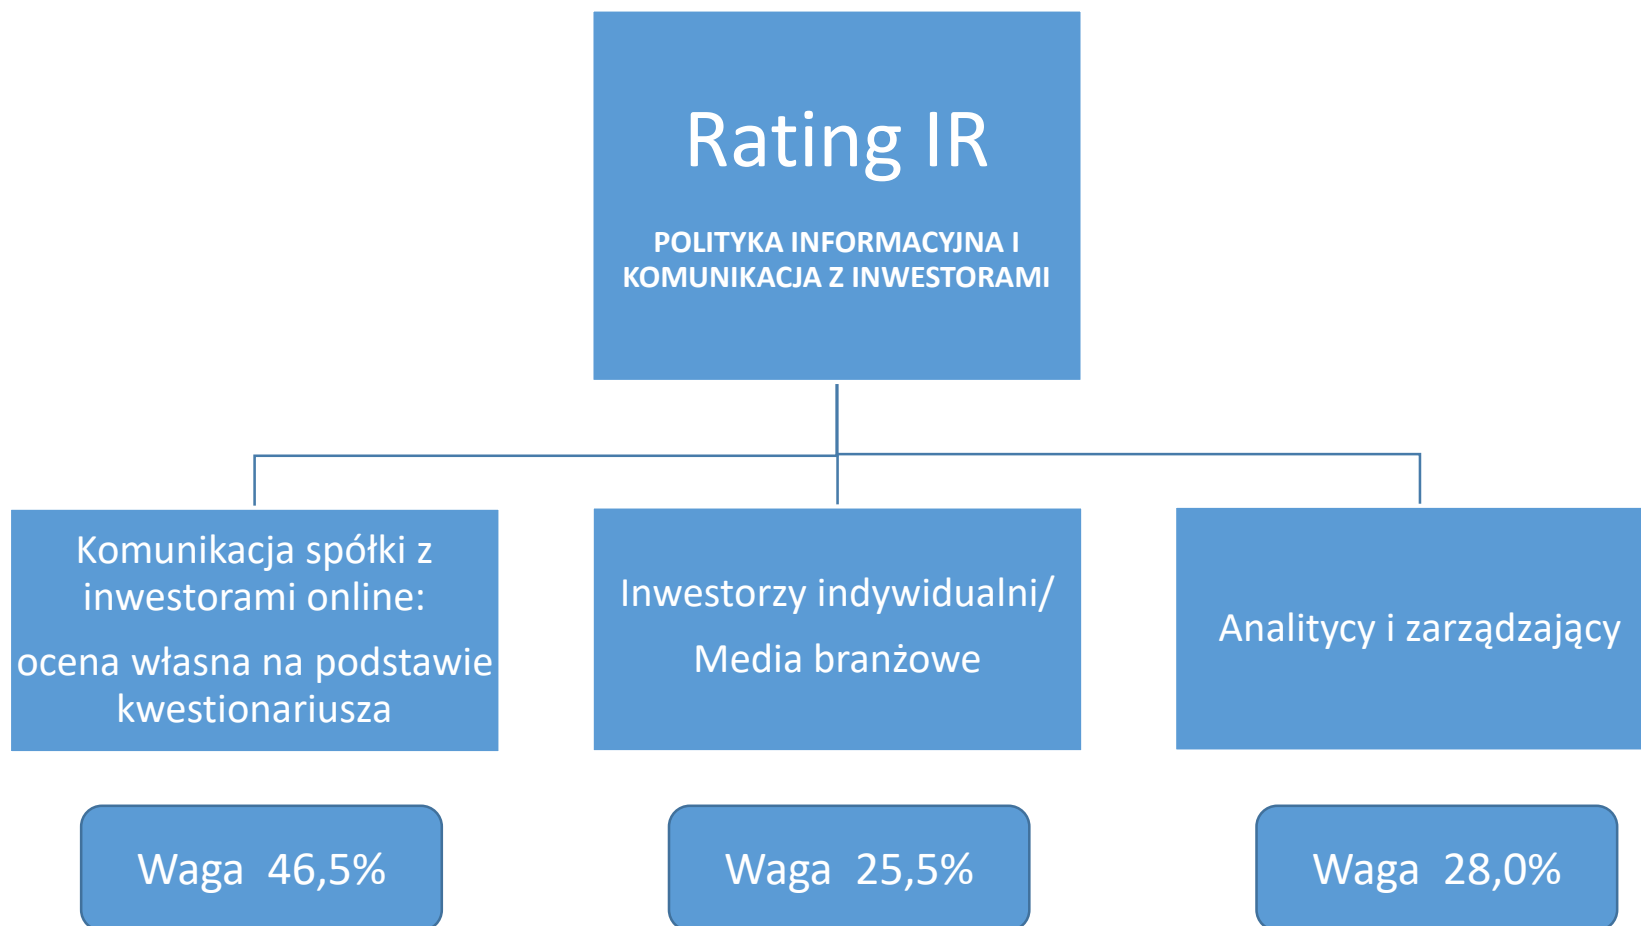 Rating IR
POLITYKA INFORMACYJNA I
KOMUNIKACJA Z INWESTORAMI
Komunikacja spółki z
inwestorami online:
ocena własna na podstawie
kwestionariusza
Inwestorzy indywidualni/
Media branżowe
Analitycy i zarządzający
Waga 46,5%
Waga 25,5%
Waga 28,0%